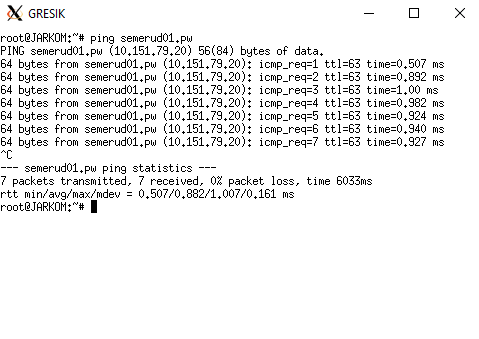 GRESIK
root@JARKOM:~# ping semerud01.pw
PING semerud01.pw (10.151.79.20) 56(84) bytes of data.
64 bytes from semerud01.pw (10.151.79.20): icmp_req=1 ttl=63 time=0.507 ms
64 bytes from semerud01.pw (10.151.79.20): icmp_req=2 ttl=63 time=0.892 ms
64 bytes from semerud01.pw (10.151.79.20): icmp_req=3 ttl=63 time=1.00 ms
64 bytes from semerud01.pw (10.151.79.20): icmp_req=4 ttl=63 time=0.982 ms
64 bytes from semerud01.pw (10.151.79.20): icmp_req=5 ttl=63 time=0.924 ms
64 bytes from semerud01.pw (10.151.79.20): icmp_req=6 ttl=63 time=0.940 ms
64 bytes from semerud01.pw (10.151.79.20): icmp_req=7 ttl=63 time=0.927 ms
^C
--- semerud01.pw ping statistics ---
7 packets transmitted, 7 received, 0% packet loss, time 6033ms
rtt min/avg/max/mdev = 0.507/0.882/1.007/0.161 ms
root@JARKOM:~#